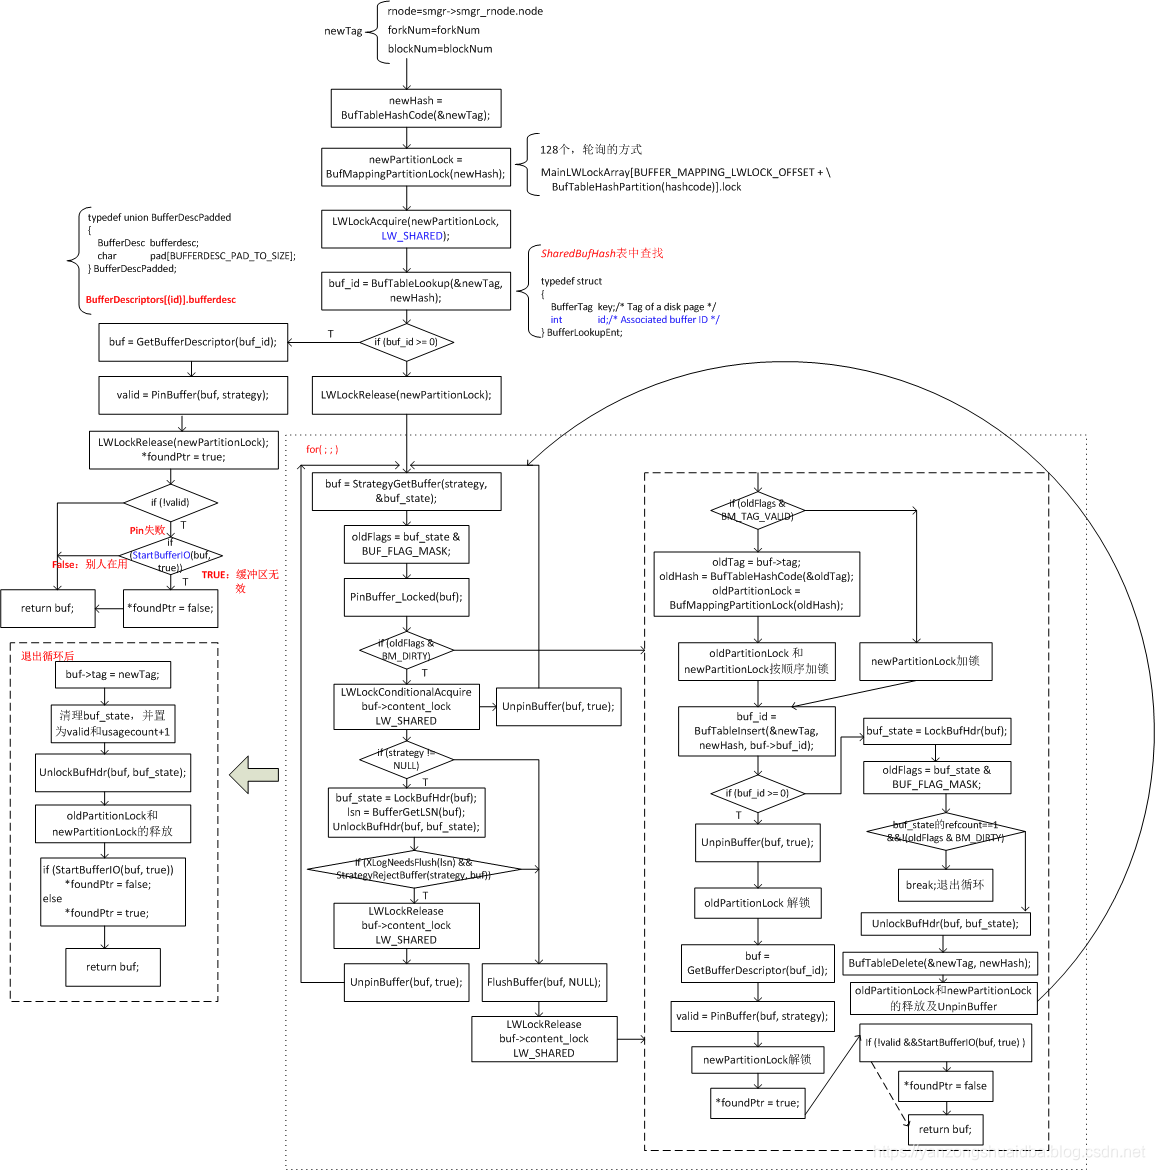 newTag
rnode=smgr->smgr_rnode.node
forkNum=forkNum
blockNum=blockNum
newHash =
BufTableHashCode(&newTag);
newPartitionLock =
BufMappingPartitionLock(newHash);
128个，轮询的方式
MainLWLockArray[BUFFER_MAPPING_LWLOCK_OFFSET + \
BufTableHashPartition(hashcode)].lock
LWLockAcquire(newPartitionLock,
LW_SHARED);
typedef union BufferDescPadded
{
BufferDesc bufferdesc;
char pad[BUFFERDESC_PAD_TO_SIZE];
} BufferDescPadded;
BufferDescriptors[(id)].bufferdesc
buf_id = BufTableLookup(&newTag,
newHash);
SharedBufHash表中查找
typedef struct
{
BufferTag key;/* Tag of a disk page */
int id;/* Associated buffer ID */
} BufferLookupEnt;
if (buf_id >= 0)
T
buf = GetBufferDescriptor(buf_id);
valid = PinBuffer(buf, strategy);
LWLockRelease(newPartitionLock);
*foundPtr = true;
if (!valid)
T
Pin失败
if
(StartBufferIO(buf,
true))
False：别人在用
T
TRUE：缓冲区无
效
return buf;
*foundPtr = false;
LWLockRelease(newPartitionLock);
for( ; ; )
buf = StrategyGetBuffer(strategy,
&buf_state);
oldFlags = buf_state &
BUF_FLAG_MASK;
PinBuffer_Locked(buf);
if (oldFlags &
BM_DIRTY)
T
LWLockConditionalAcquire
buf->content_lock
LW_SHARED
UnpinBuffer(buf, true);
if (strategy !=
NULL)
T
buf_state = LockBufHdr(buf);
lsn = BufferGetLSN(buf);
UnlockBufHdr(buf, buf_state);
if (XLogNeedsFlush(lsn) &&
StrategyRejectBuffer(strategy, buf))
T
LWLockRelease
buf->content_lock
LW_SHARED
UnpinBuffer(buf, true);
FlushBuffer(buf, NULL);
LWLockRelease
buf->content_lock
LW_SHARED
if (oldFlags &
BM_TAG_VALID)
oldTag = buf->tag;
oldHash = BufTableHashCode(&oldTag);
oldPartitionLock =
BufMappingPartitionLock(oldHash);
oldPartitionLock 和
newPartitionLock按顺序加锁
newPartitionLock加锁
buf_id =
BufTableInsert(&newTag,
newHash, buf->buf_id);
if (buf_id >= 0)
T
UnpinBuffer(buf, true);
oldPartitionLock 解锁
buf =
GetBufferDescriptor(buf_id);
valid = PinBuffer(buf, strategy);
newPartitionLock解锁
*foundPtr = true;
buf_state = LockBufHdr(buf);
oldFlags = buf_state &
BUF_FLAG_MASK;
buf_state的refcount==1
&&!(oldFlags & BM_DIRTY)
break;退出循环
UnlockBufHdr(buf, buf_state);
BufTableDelete(&newTag, newHash);
oldPartitionLock和newPartitionLock
的释放及UnpinBuffer
If (!valid &&StartBufferIO(buf, true) )
*foundPtr = false
return buf;
退出循环后
buf->tag = newTag;
清理buf_state，并置
为valid和usagecount+1
UnlockBufHdr(buf, buf_state);
oldPartitionLock和
newPartitionLock的释放
if (StartBufferIO(buf, true))
*foundPtr = false;
else
*foundPtr = true;
return buf;
https://yanzongshuaidba.blog.csdn.net